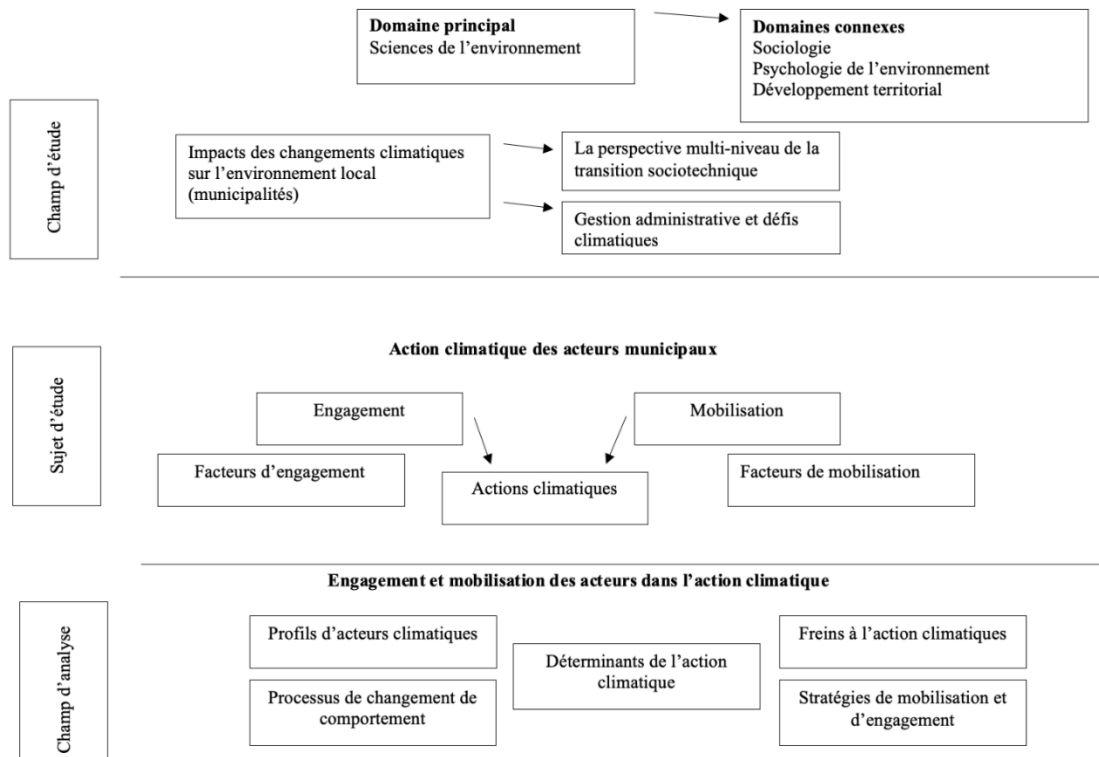 Domaine principal
Sciences de l'environnement
Domaines connexes
Sociologie
Psychologie de l'environnement
Développement territorial
Champ d'étude
Impacts des changements climatiques
sur l'environnement local
(municipalités)
La perspective multi-niveau de la
transition sociotechnique
Gestion administrative et défis
climatiques
Sujet d'étude
Action climatique des acteurs municipaux
Engagement
Mobilisation
Facteurs d'engagement
Actions climatiques
Facteurs de mobilisation
Champ d'analyse
Engagement et mobilisation des acteurs dans l'action climatique
Profils d'acteurs climatiques
Processus de changement de
comportement
Déterminants de l'action
climatique
Freins à l'action climatiques
Stratégies de mobilisation et
d'engagement